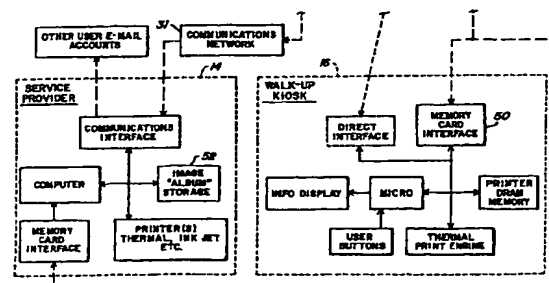 OTHER USER E-MAIL
ACCOUNTS
31
COMMUNICATIONS
NETWORK
14
SERVICE
PROVIDER
COMMUNICATIONS
INTERFACE
COMPUTER
52
IMAGE
"ALBUM"
STORAGE
MEMORY
CARD
INTERFACE
PRINTER(S)
THERMAL, INK JET
ETC.
16
WALK-UP
KIOSK
DIRECT
INTERFACE
MEMORY
CARD
INTERFACE
50
INFO DISPLAY
MICRO
PRINTER
DRAM
MEMORY
USER
BUTTONS
THERMAL
PRINT ENGINE